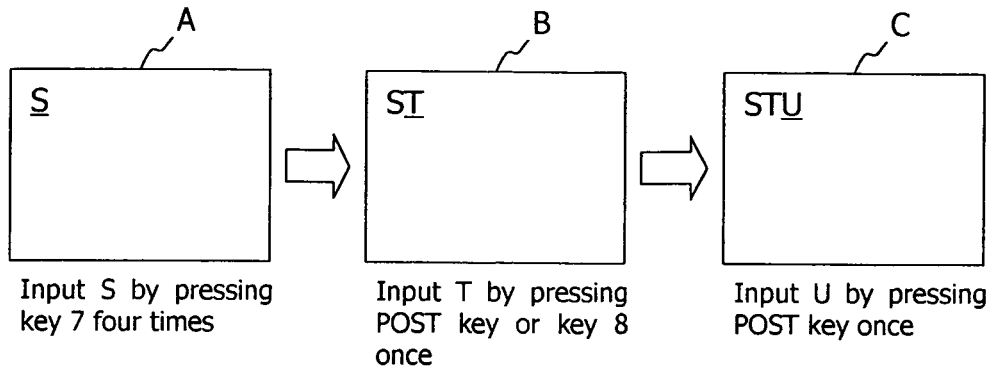 A
B
C
S
ST
STU
Input S by pressing
key 7 four times
Input T by pressing
POST key or key 8
once
Input U by pressing
POST key once